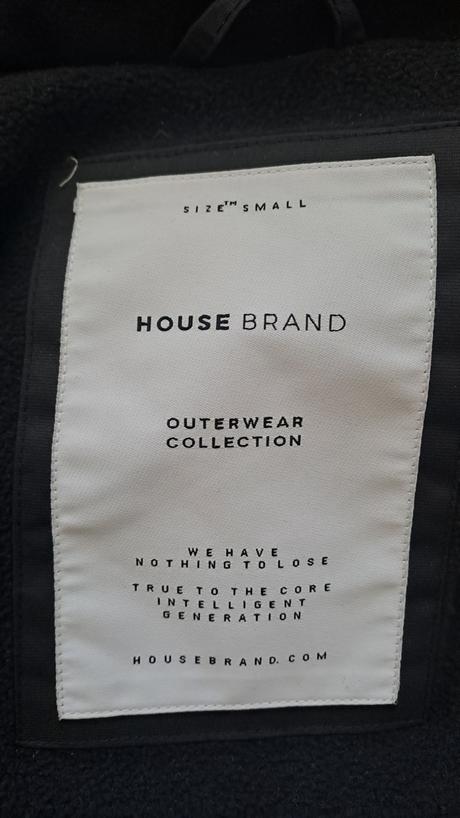 SIZE™ SMALL
HOUSE BRAND
OUTERWEAR
COLLECTION
WE HAVE
NOTHING TO LOSE
TRUE TO THE CORE
INTELLIGENT
GENERATION
HOUSEBRAND.COM